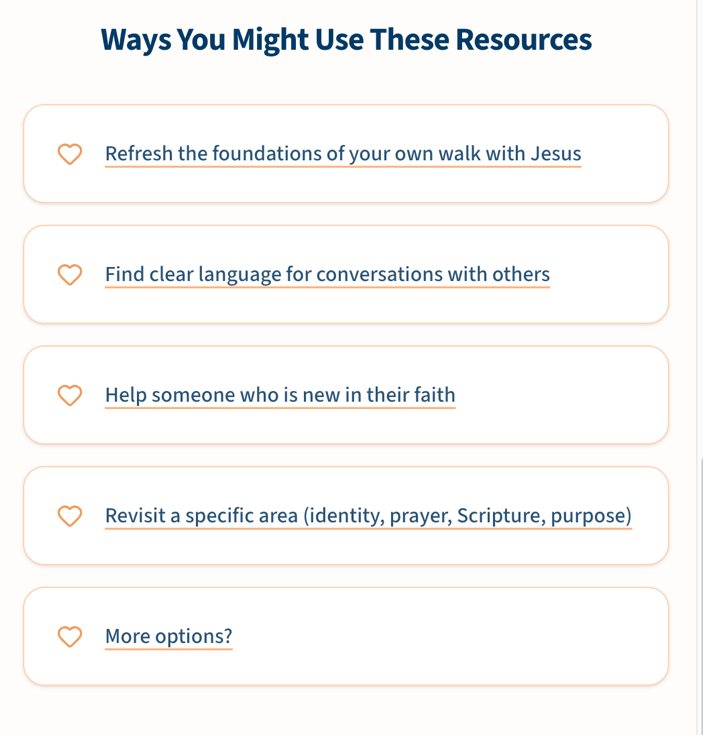 Ways You Might Use These Resources
Refresh the foundations of your own walk with Jesus
Find clear language for conversations with others
Help someone who is new in their faith
Revisit a specific area (identity, prayer, Scripture, purpose)
More options?